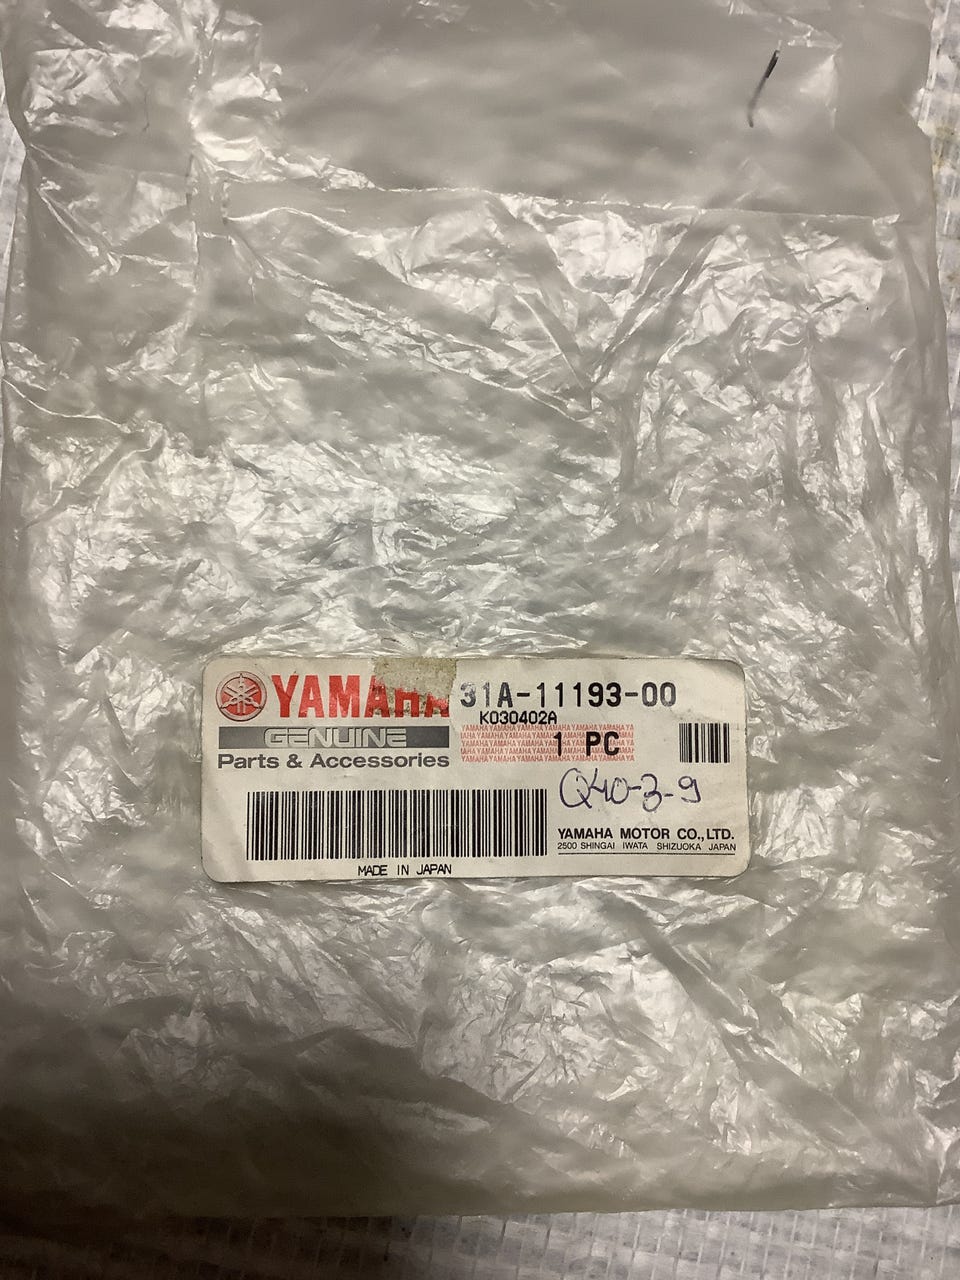 YAMAHA 31A-11193-00
K030402A
GENUINE
1 PC
Parts & Accessories
Q40-3-9
YAMAHA MOTOR CO., LTD.
2500 SHINGAI IWATA SHIZUOKA JAPAN
MADE IN JAPAN